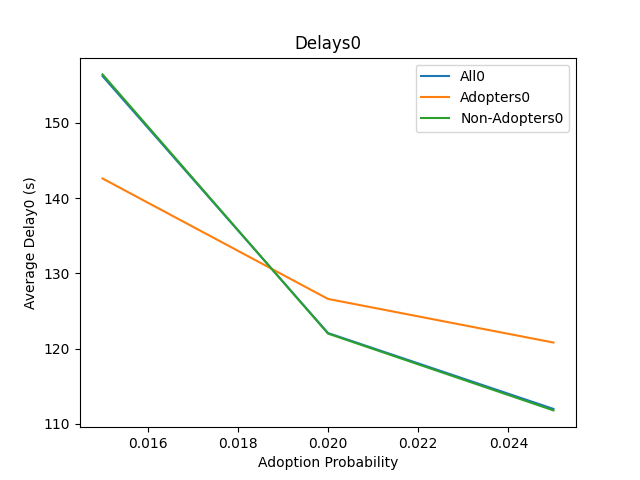 Delays0
All0
Adopters0
Non-Adopters0
Average Delay0 (s)
150
140
130
120
110
0.016 0.018 0.020 0.022 0.024
Adoption Probability